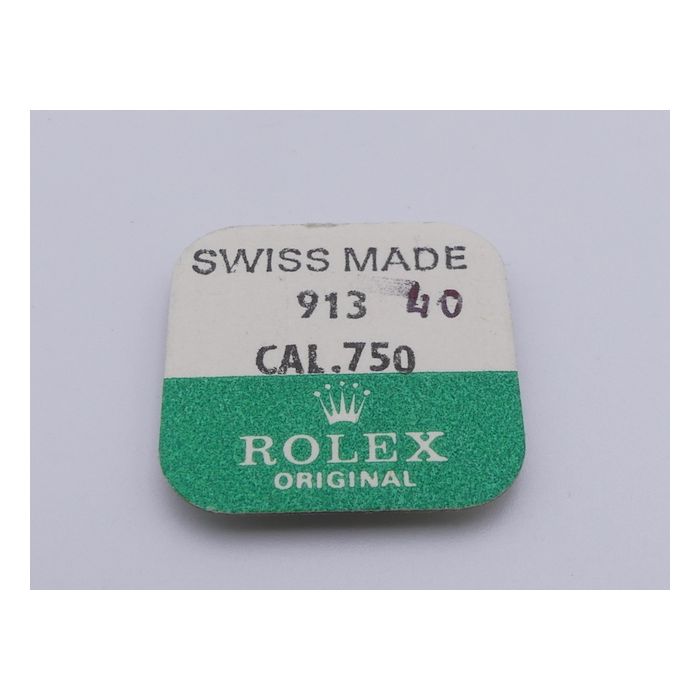 SWISS MADE
913 40
CAL.750
ROLEX
ORIGINAL